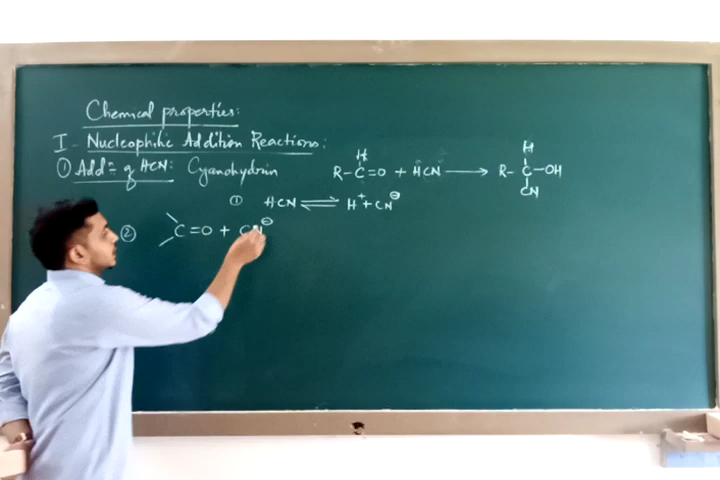 Chemical properties:
I - Nucleophilic Addition Reactions:
① Addⁿ of HCN: Cyanohydrin
H H
R-C=O + HCN ⟶ R-C-OH
CN
① HCN ⇌ H⁺ + CN⊖
② C=O + CN⊖